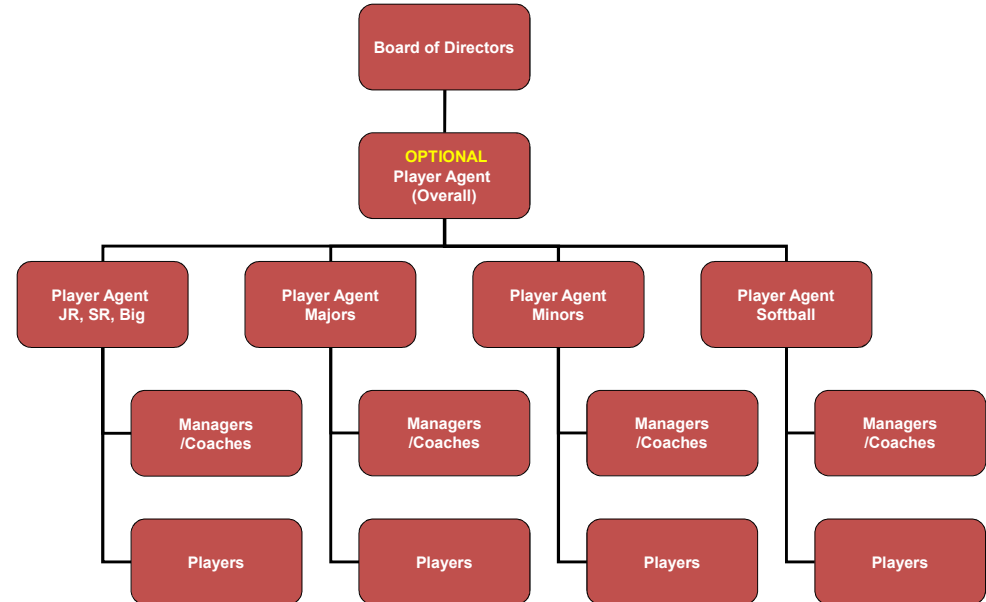 Board of Directors
OPTIONAL
Player Agent
(Overall)
Player Agent
JR, SR, Big
Player Agent
Majors
Player Agent
Minors
Player Agent
Softball
Managers
/Coaches
Managers
/Coaches
Managers
/Coaches
Managers
/Coaches
Players
Players
Players
Players